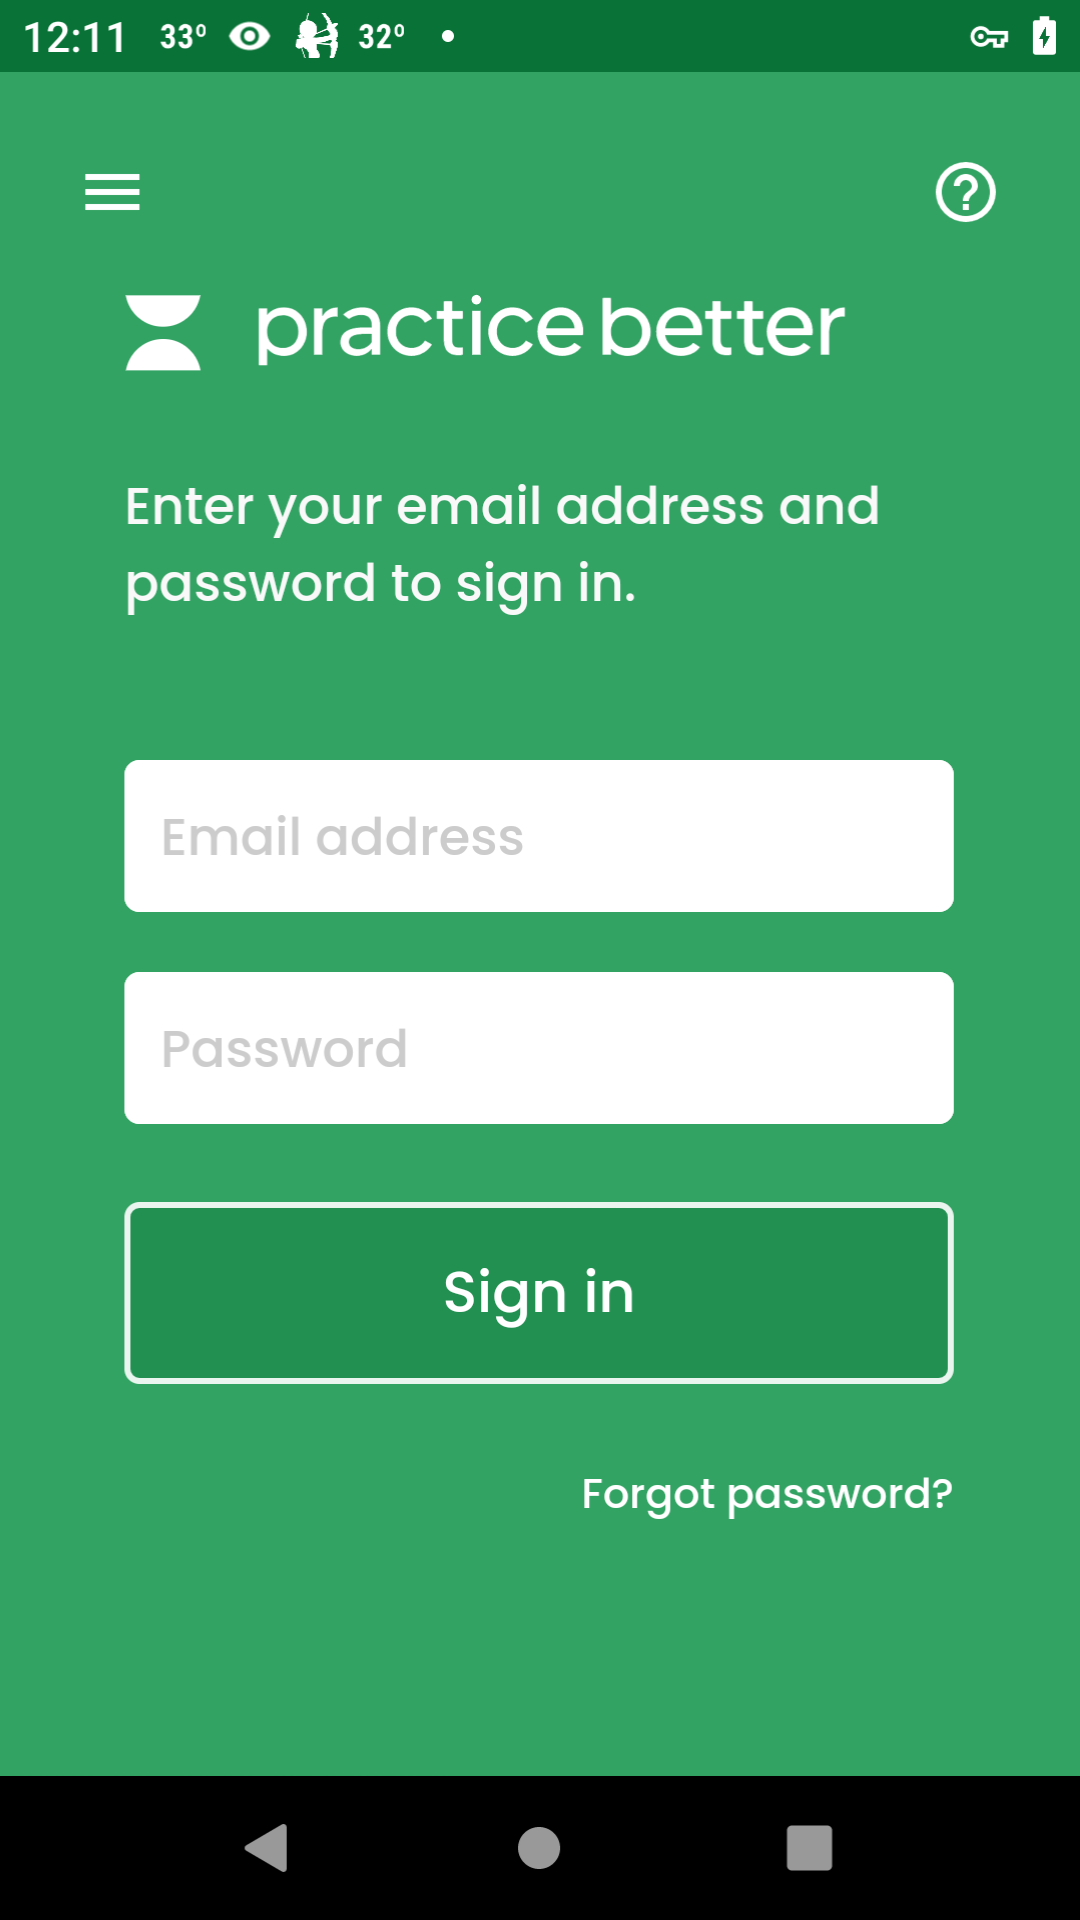 12:11 33° 32°
practice better
Enter your email address and
password to sign in.
Email address
Password
Sign in
Forgot password?